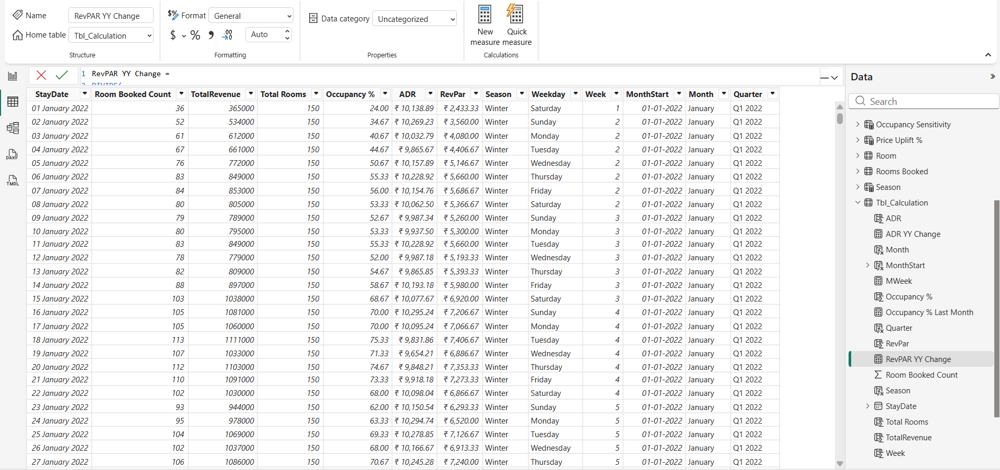 Name RevPAR YY Change
Home table Tbl_Calculation
Structure
$% Format General
$ % 9 .00 Auto
Formatting
Data category Uncategorized
Properties
New measure
Quick measure
Calculations
1 RevPAR YY Change =
StayDate Room Booked Count TotalRevenue Total Rooms Occupancy % ADR RevPar Season Weekday Week MonthStart Month Quarter
01 January 2022 36 365000 150 24.00 ₹ 10,138.89 ₹ 2,433.33 Winter Saturday 1 01-01-2022 January Q1 2022
02 January 2022 52 534000 150 34.67 ₹ 10,269.23 ₹ 3,560.00 Winter Sunday 2 01-01-2022 January Q1 2022
03 January 2022 61 612000 150 40.67 ₹ 10,032.79 ₹ 4,080.00 Winter Monday 2 01-01-2022 January Q1 2022
04 January 2022 67 661000 150 44.67 ₹ 9,865.67 ₹ 4,406.67 Winter Tuesday 2 01-01-2022 January Q1 2022
05 January 2022 76 772000 150 50.67 ₹ 10,157.89 ₹ 5,146.67 Winter Wednesday 2 01-01-2022 January Q1 2022
06 January 2022 83 849000 150 55.33 ₹ 10,228.92 ₹ 5,660.00 Winter Thursday 2 01-01-2022 January Q1 2022
07 January 2022 84 853000 150 56.00 ₹ 10,154.76 ₹ 5,686.67 Winter Friday 2 01-01-2022 January Q1 2022
08 January 2022 80 805000 150 53.33 ₹ 10,062.50 ₹ 5,366.67 Winter Saturday 2 01-01-2022 January Q1 2022
09 January 2022 79 789000 150 52.67 ₹ 9,987.34 ₹ 5,260.00 Winter Sunday 3 01-01-2022 January Q1 2022
10 January 2022 80 795000 150 53.33 ₹ 9,937.50 ₹ 5,300.00 Winter Monday 3 01-01-2022 January Q1 2022
11 January 2022 83 849000 150 55.33 ₹ 10,228.92 ₹ 5,660.00 Winter Tuesday 3 01-01-2022 January Q1 2022
12 January 2022 78 779000 150 52.00 ₹ 9,987.18 ₹ 5,193.33 Winter Wednesday 3 01-01-2022 January Q1 2022
13 January 2022 82 809000 150 54.67 ₹ 9,865.85 ₹ 5,393.33 Winter Thursday 3 01-01-2022 January Q1 2022
14 January 2022 88 897000 150 58.67 ₹ 10,193.18 ₹ 5,980.00 Winter Friday 3 01-01-2022 January Q1 2022
15 January 2022 103 1038000 150 68.67 ₹ 10,077.67 ₹ 6,920.00 Winter Saturday 3 01-01-2022 January Q1 2022
16 January 2022 105 1081000 150 70.00 ₹ 10,295.24 ₹ 7,206.67 Winter Sunday 4 01-01-2022 January Q1 2022
17 January 2022 105 1060000 150 70.00 ₹ 10,095.24 ₹ 7,066.67 Winter Monday 4 01-01-2022 January Q1 2022
18 January 2022 113 1111000 150 75.33 ₹ 9,831.86 ₹ 7,406.67 Winter Tuesday 4 01-01-2022 January Q1 2022
19 January 2022 107 1033000 150 71.33 ₹ 9,654.21 ₹ 6,886.67 Winter Wednesday 4 01-01-2022 January Q1 2022
20 January 2022 112 1103000 150 74.67 ₹ 9,848.21 ₹ 7,353.33 Winter Thursday 4 01-01-2022 January Q1 2022
21 January 2022 110 1091000 150 73.33 ₹ 9,918.18 ₹ 7,273.33 Winter Friday 4 01-01-2022 January Q1 2022
22 January 2022 102 1030000 150 68.00 ₹ 10,098.04 ₹ 6,866.67 Winter Saturday 4 01-01-2022 January Q1 2022
23 January 2022 93 944000 150 62.00 ₹ 10,150.54 ₹ 6,293.33 Winter Sunday 5 01-01-2022 January Q1 2022
24 January 2022 95 978000 150 63.33 ₹ 10,294.74 ₹ 6,520.00 Winter Monday 5 01-01-2022 January Q1 2022
25 January 2022 104 1069000 150 69.33 ₹ 10,278.85 ₹ 7,126.67 Winter Tuesday 5 01-01-2022 January Q1 2022
26 January 2022 102 1037000 150 68.00 ₹ 10,166.67 ₹ 6,913.33 Winter Wednesday 5 01-01-2022 January Q1 2022
27 January 2022 106 1086000 150 70.67 ₹ 10,245.28 ₹ 7,240.00 Winter Thursday 5 01-01-2022 January Q1 2022
DAX
TMDL
Data
Search
Occupancy Sensitivity
Price Uplift %
Room
Rooms Booked
Season
Tbl_Calculation
ADR
ADR YY Change
Month
MonthStart
MWeek
Occupancy %
Occupancy % Last Month
Quarter
RevPar
RevPAR YY Change
Room Booked Count
Season
StayDate
Total Rooms
TotalRevenue
Week